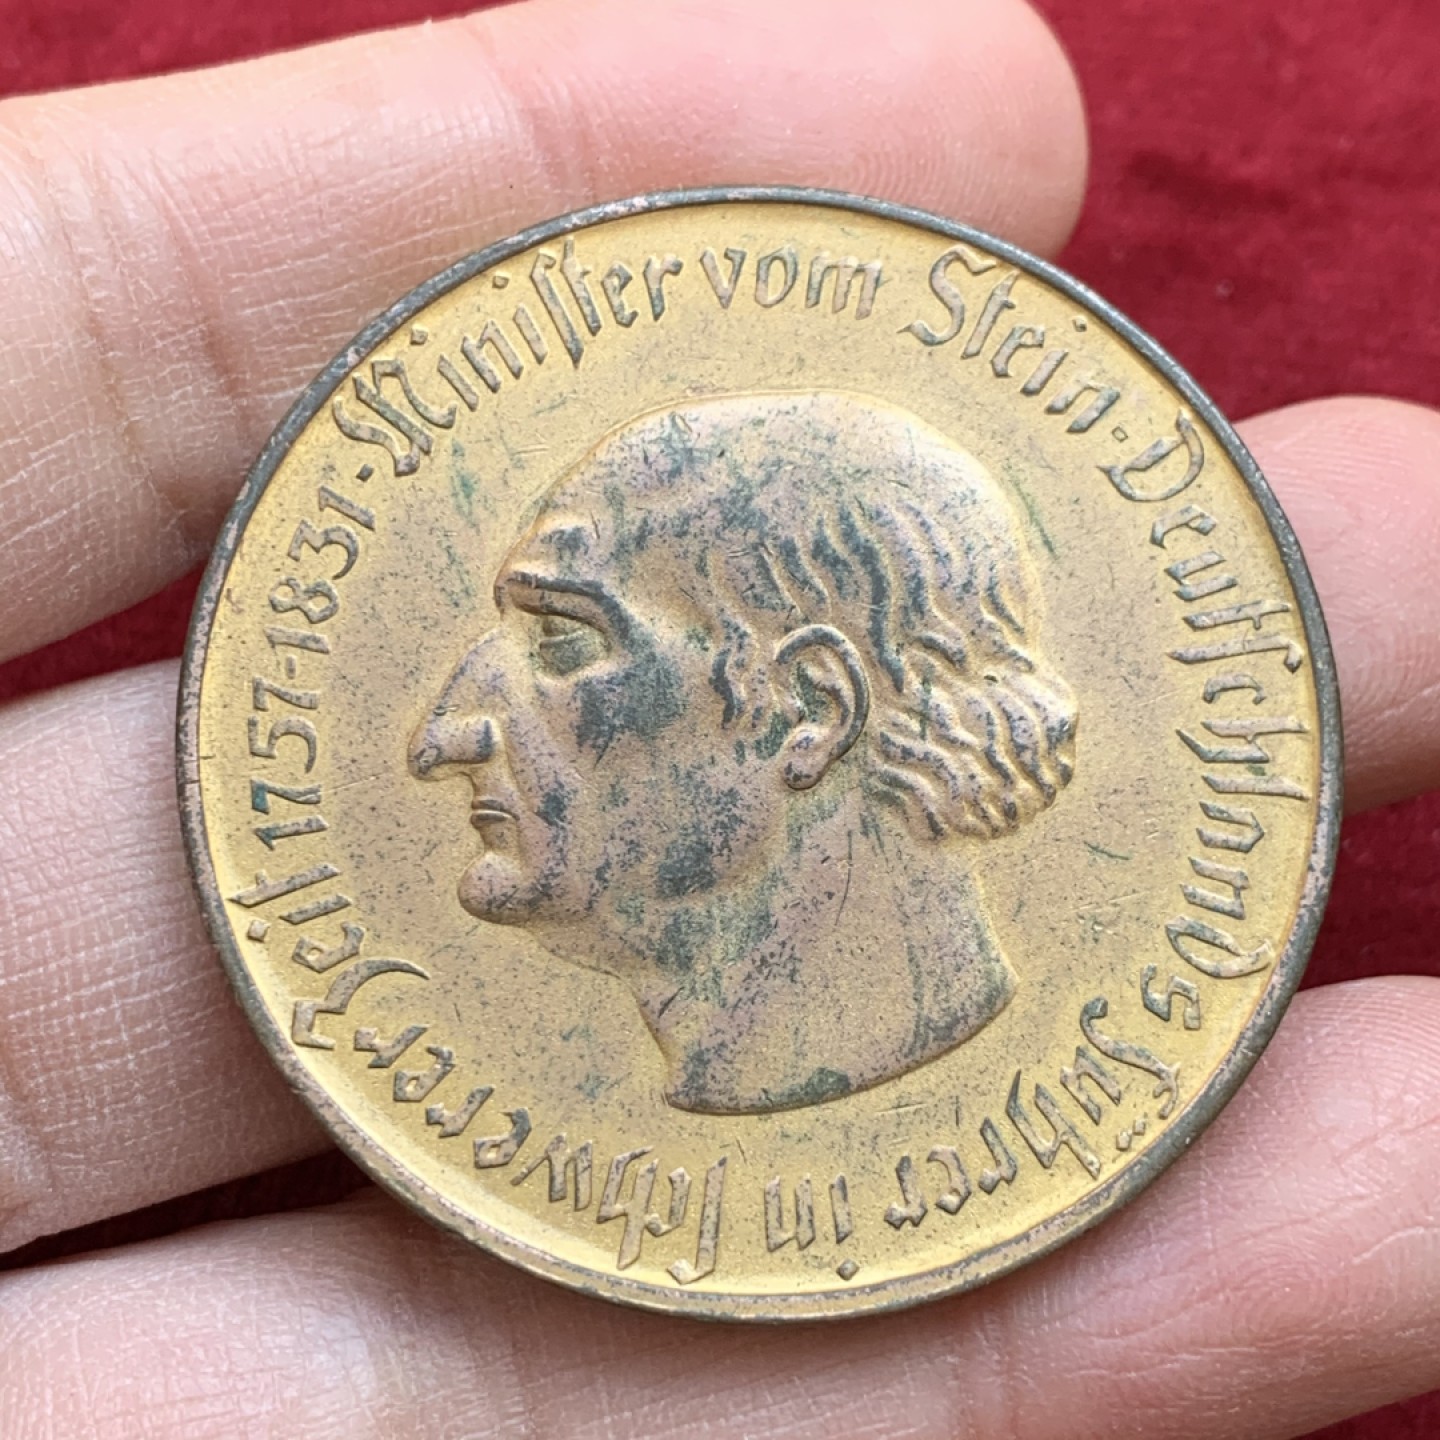 Minister vom Stein · Deutschlands Führer in schwerer Zeit 1757-1831 ·